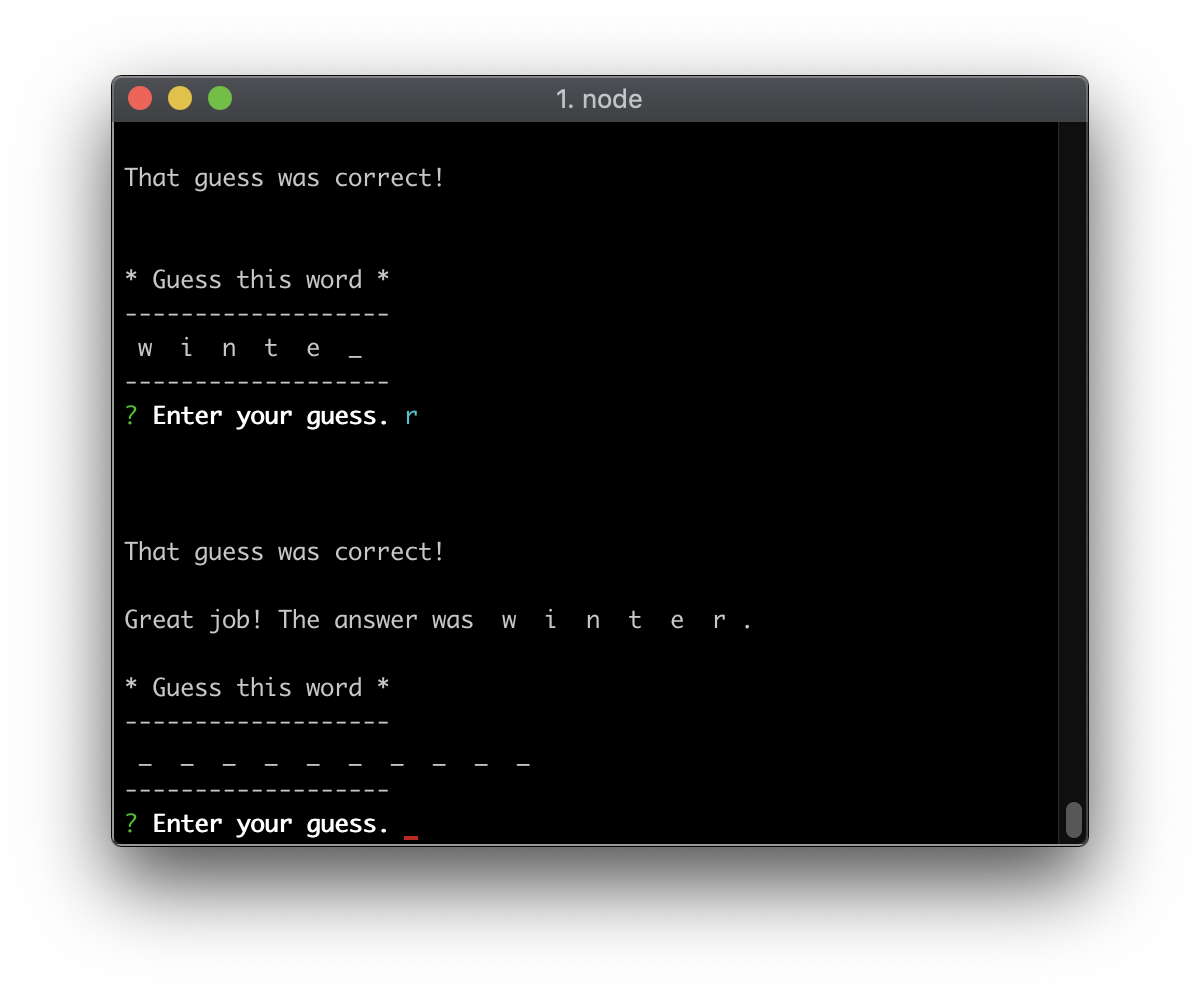 1. node
That guess was correct!
* Guess this word *
-------------------
 w  i  n  t  e  _
-------------------
? Enter your guess. r
That guess was correct!
Great job! The answer was  w  i  n  t  e  r .
* Guess this word *
-------------------
 _  _  _  _  _  _  _  _  _  _
-------------------
? Enter your guess. _